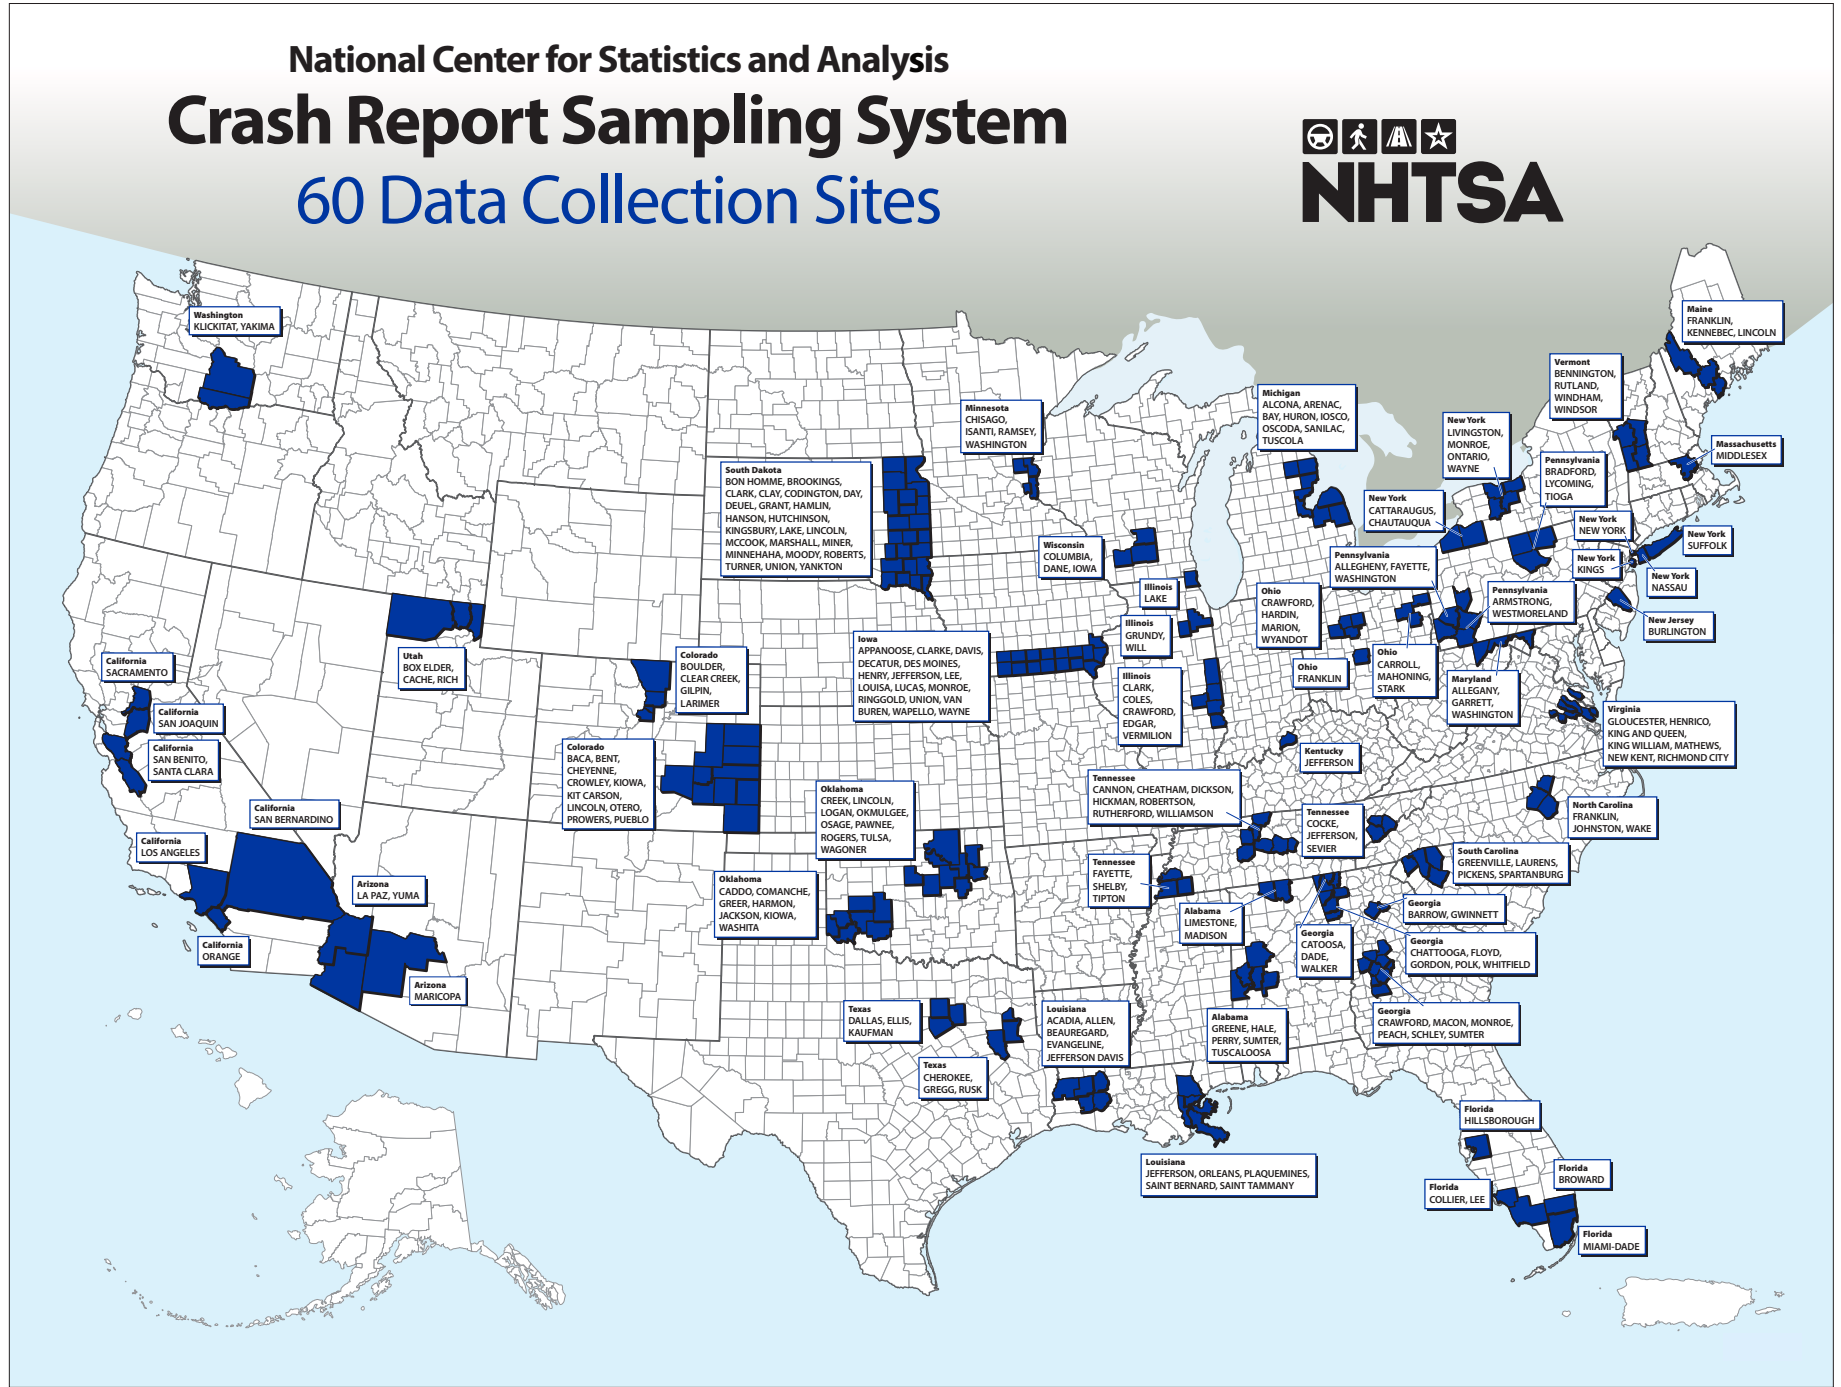 National Center for Statistics and Analysis
Crash Report Sampling System
60 Data Collection Sites
NHTSA
Washington
KLICKITAT, YAKIMA
Maine
FRANKLIN,
KENNEBEC, LINCOLN
Vermont
BENNINGTON,
RUTLAND,
WINDHAM,
WINDSOR
Michigan
ALCONA, ARENAC,
BAY, HURON, IOSCO,
OSCODA, SANILAC,
TUSCOLA
Minnesota
CHISAGO,
ISANTI, RAMSEY,
WASHINGTON
New York
LIVINGSTON,
MONROE,
ONTARIO,
WAYNE
Massachusetts
MIDDLESEX
Pennsylvania
BRADFORD,
LYCOMING,
TIOGA
South Dakota
BON HOMME, BROOKINGS,
CLARK, CLAY, CODINGTON, DAY,
DEUEL, GRANT, HAMLIN,
HANSON, HUTCHINSON,
KINGSBURY, LAKE, LINCOLN,
MCCOOK, MARSHALL, MINER,
MINNEHAHA, MOODY, ROBERTS,
TURNER, UNION, YANKTON
New York
CATTARAUGUS,
CHAUTAUQUA
New York
NEW YORK
New York
SUFFOLK
Wisconsin
COLUMBIA,
DANE, IOWA
Pennsylvania
ALLEGHENY, FAYETTE,
WASHINGTON
New York
KINGS
New York
NASSAU
Illinois
LAKE
Ohio
CRAWFORD,
HARDIN,
MARION,
WYANDOT
Pennsylvania
ARMSTRONG,
WESTMORELAND
New Jersey
BURLINGTON
Illinois
GRUNDY,
WILL
Iowa
APPANOOSE, CLARKE, DAVIS,
DECATUR, DES MOINES,
HENRY, JEFFERSON, LEE,
LOUISA, LUCAS, MONROE,
RINGGOLD, UNION, VAN
BUREN, WAPELLO, WAYNE
Utah
BOX ELDER,
CACHE, RICH
Colorado
BOULDER,
CLEAR CREEK,
GILPIN,
LARIMER
California
SACRAMENTO
Ohio
FRANKLIN
Ohio
CARROLL,
MAHONING,
STARK
Illinois
CLARK,
COLES,
CRAWFORD,
EDGAR,
VERMILION
Maryland
ALLEGANY,
GARRETT,
WASHINGTON
California
SAN JOAQUIN
Virginia
GLOUCESTER, HENRICO,
KING AND QUEEN,
KING WILLIAM, MATHEWS,
NEW KENT, RICHMOND CITY
California
SAN BENITO,
SANTA CLARA
Colorado
BACA, BENT,
CHEYENNE,
CROWLEY, KIOWA,
KIT CARSON,
LINCOLN, OTERO,
PROWERS, PUEBLO
Kentucky
JEFFERSON
Tennessee
CANNON, CHEATHAM, DICKSON,
HICKMAN, ROBERTSON,
RUTHERFORD, WILLIAMSON
Oklahoma
CREEK, LINCOLN,
LOGAN, OKMULGEE,
OSAGE, PAWNEE,
ROGERS, TULSA,
WAGONER
California
SAN BERNARDINO
Tennessee
COCKE,
JEFFERSON,
SEVIER
North Carolina
FRANKLIN,
JOHNSTON, WAKE
California
LOS ANGELES
South Carolina
GREENVILLE, LAURENS,
PICKENS, SPARTANBURG
Tennessee
FAYETTE,
SHELBY,
TIPTON
Arizona
LA PAZ, YUMA
Oklahoma
CADDO, COMANCHE,
GREER, HARMON,
JACKSON, KIOWA,
WASHITA
Georgia
BARROW, GWINNETT
Alabama
LIMESTONE,
MADISON
Georgia
CATOOSA,
DADE,
WALKER
Georgia
CHATTOOGA, FLOYD,
GORDON, POLK, WHITFIELD
California
ORANGE
Arizona
MARICOPA
Texas
DALLAS, ELLIS,
KAUFMAN
Louisiana
ACADIA, ALLEN,
BEAUREGARD,
EVANGELINE,
JEFFERSON DAVIS
Alabama
GREENE, HALE,
PERRY, SUMTER,
TUSCALOOSA
Georgia
CRAWFORD, MACON, MONROE,
PEACH, SCHLEY, SUMTER
Texas
CHEROKEE,
GREGG, RUSK
Florida
HILLSBOROUGH
Louisiana
JEFFERSON, ORLEANS, PLAQUEMINES,
SAINT BERNARD, SAINT TAMMANY
Florida
BROWARD
Florida
COLLIER, LEE
Florida
MIAMI-DADE